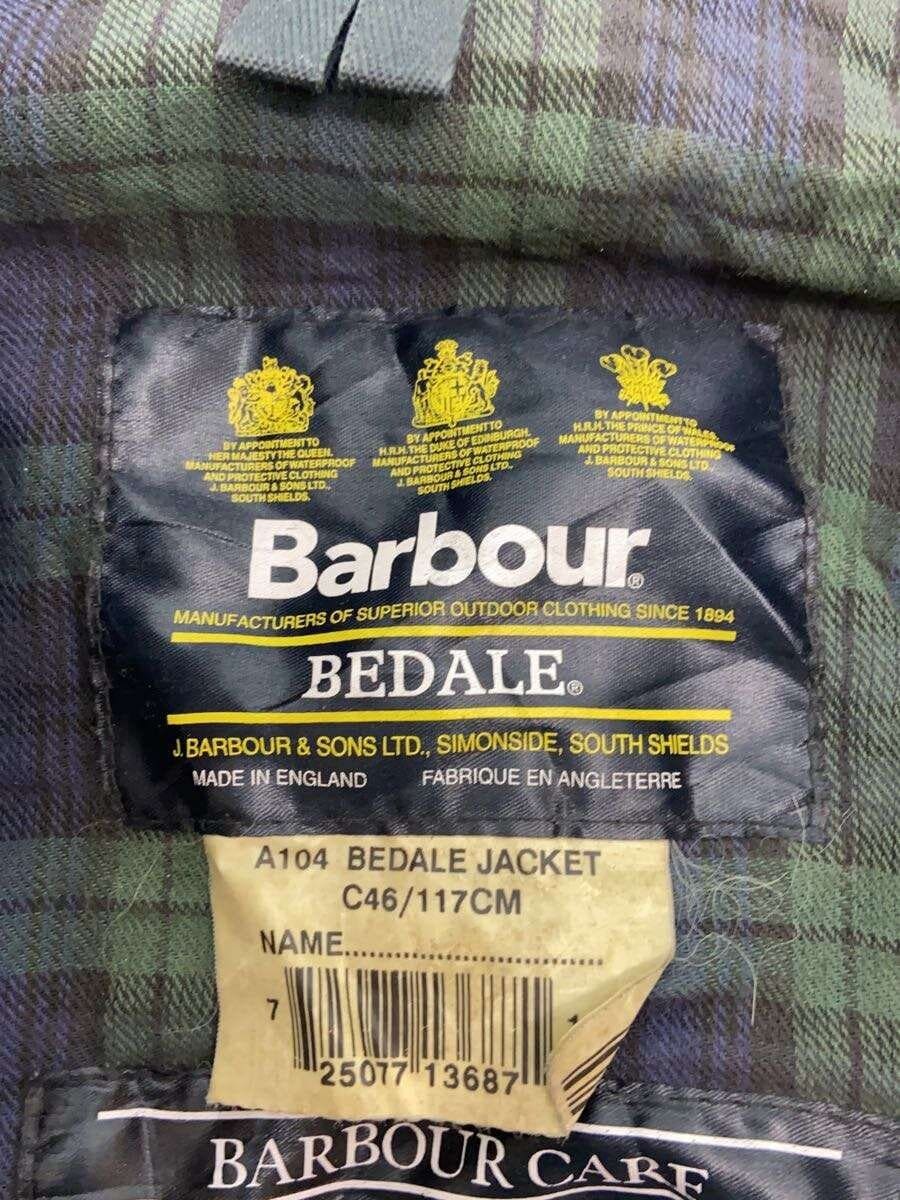 BY APPOINTMENT TO
HER MAJESTY THE QUEEN.
MANUFACTURERS OF WATERPROOF
AND PROTECTIVE CLOTHING
J. BARBOUR & SONS LTD.,
SOUTH SHIELDS.
BY APPOINTMENT TO
H.R.H. THE DUKE OF EDINBURGH.
MANUFACTURERS OF WATERPROOF
AND PROTECTIVE CLOTHING
J. BARBOUR & SONS LTD.,
SOUTH SHIELDS.
BY APPOINTMENT TO
H.R.H. THE PRINCE OF WALES
MANUFACTURERS OF WATERPROOF
AND PROTECTIVE CLOTHING
J. BARBOUR & SONS LTD.,
SOUTH SHIELDS.
Barbour®
MANUFACTURERS OF SUPERIOR OUTDOOR CLOTHING SINCE 1894
BEDALE®
J. BARBOUR & SONS LTD., SIMONSIDE, SOUTH SHIELDS
MADE IN ENGLAND FABRIQUE EN ANGLETERRE
A104 BEDALE JACKET
C46/117CM
NAME..............................
7 25077 13687
BARBOUR CARE